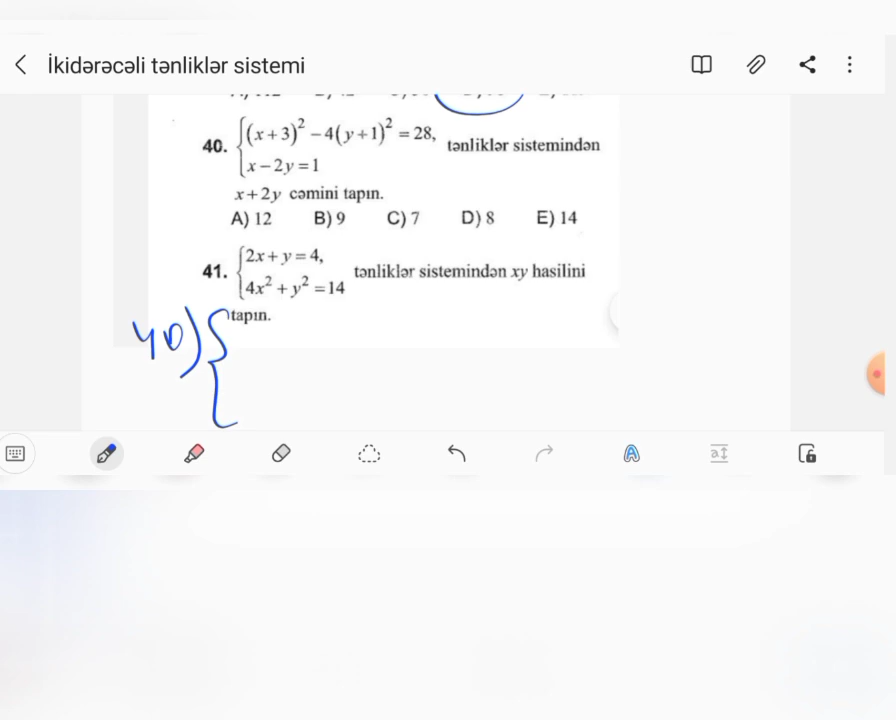 İkidərəcəli tənliklər sistemi
40. {(x+3)² − 4(y+1)² = 28, tənliklər sistemindən
x − 2y = 1
x + 2y cəmini tapın.
A) 12 B) 9 C) 7 D) 8 E) 14
41. {2x + y = 4,
4x² + y² = 14 tənliklər sistemindən xy hasilini
tapın.
40) {